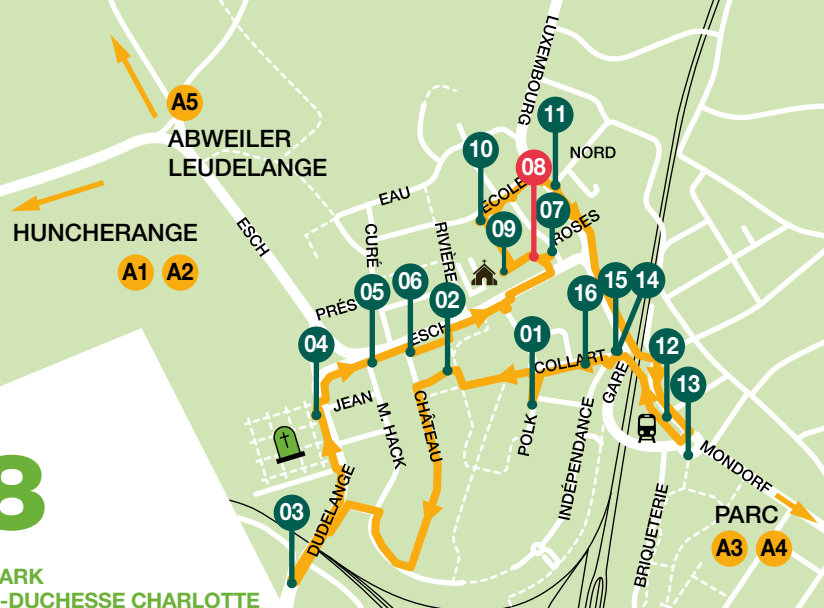 LUXEMBOURG
A5
ABWEILER
LEUDELANGE
11
10
NORD
08
ECOLE
EAU
07
ROSES
HUNCHERANGE
ESCH
09
CURÉ
RIVIÈRE
A1 A2
05
06
02
16
15
14
PRÉS
ESCH
01
04
12
COLLART
13
GARE
JEAN
M. HACK
CHÂTEAU
POLK
INDÉPENDANCE
MONDORF
8
DUDELANGE
BRIQUETERIE
03
PARC
A3 A4
ARK
-DUCHESSE CHARLOTTE